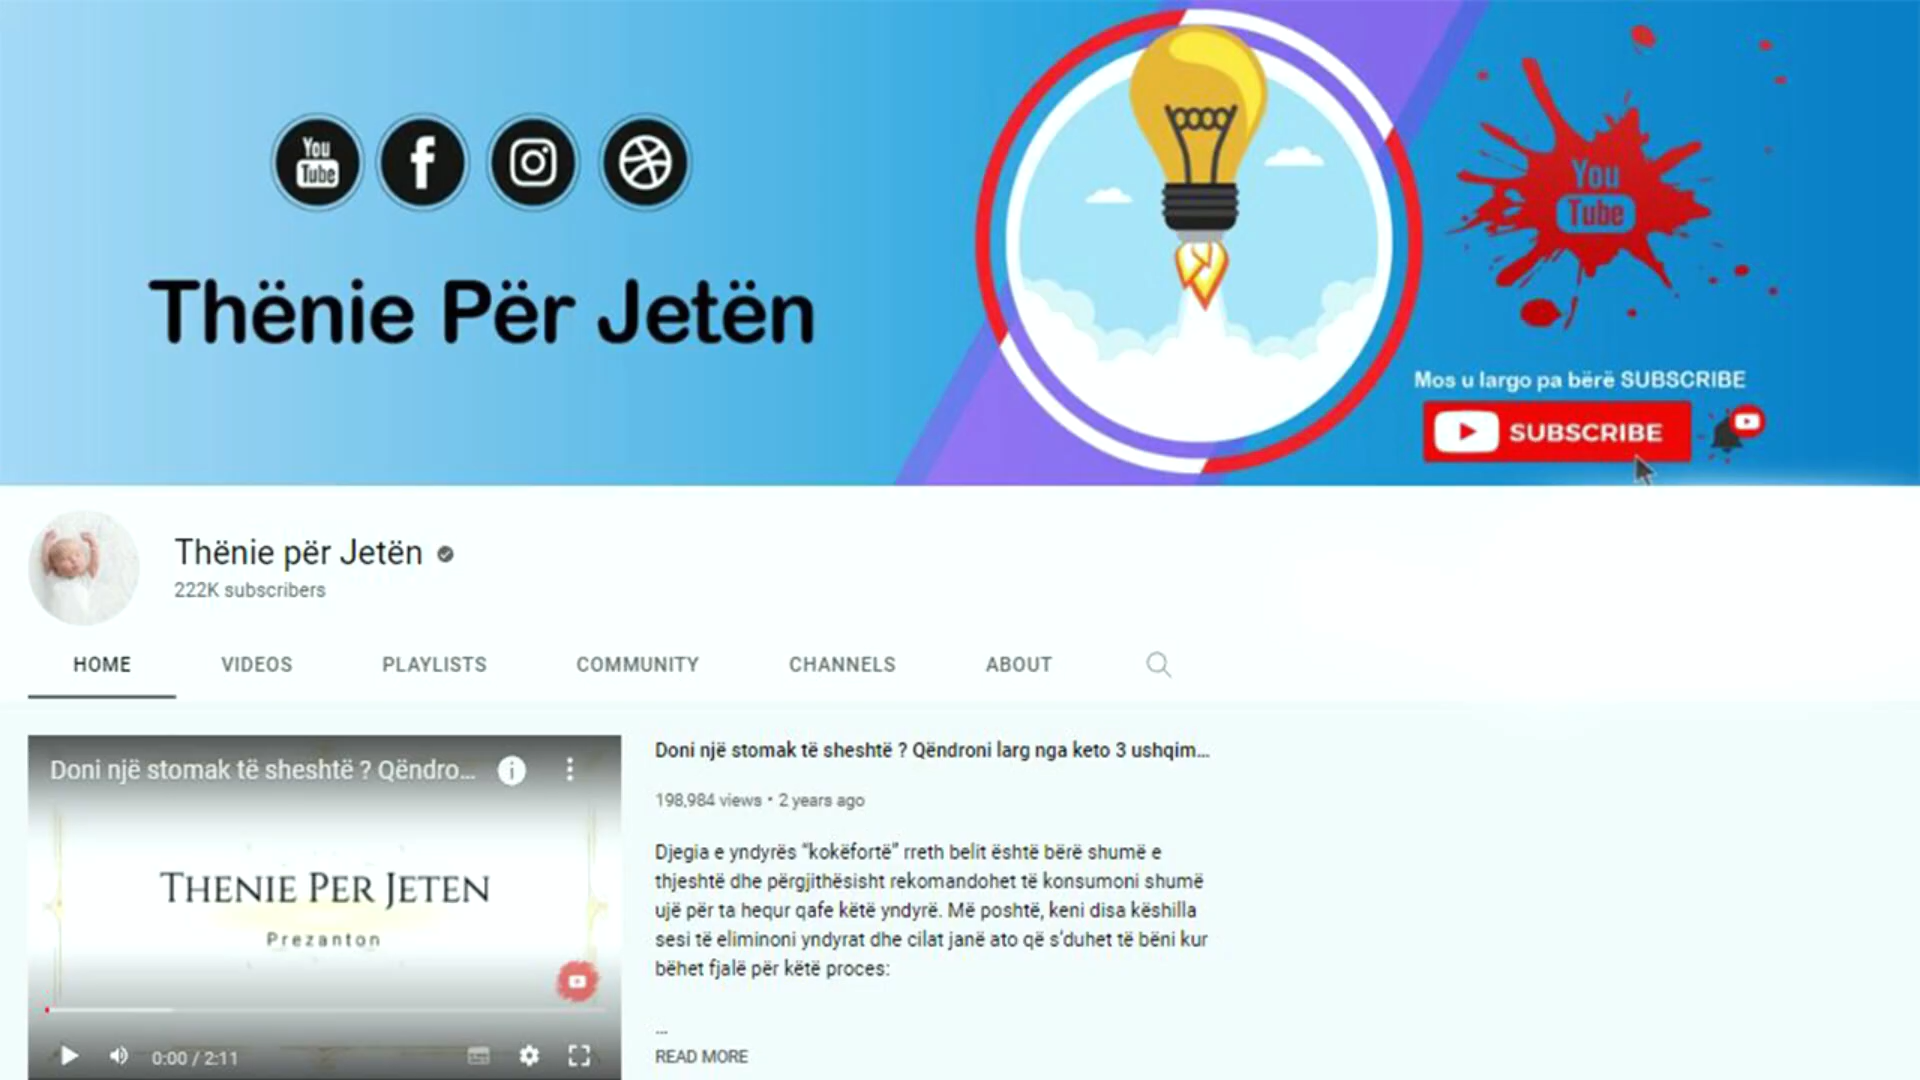 You
Tube
Thënie Për Jetën
You
Tube
Mos u largo pa bërë SUBSCRIBE
SUBSCRIBE
Thënie për Jetën
222K subscribers
HOME VIDEOS PLAYLISTS COMMUNITY CHANNELS ABOUT
Doni një stomak të sheshtë ? Qëndro...
THENIE PER JETEN
Prezanton
0:00 / 2:11
Doni një stomak të sheshtë ? Qëndroni larg nga keto 3 ushqim...
198,984 views • 2 years ago
Djegia e yndyrës “kokëfortë” rreth belit është bërë shumë e
thjeshtë dhe përgjithësisht rekomandohet të konsumoni shumë
ujë për ta hequr qafe këtë yndyrë. Më poshtë, keni disa këshilla
sesi të eliminoni yndyrat dhe cilat janë ato që s'duhet të bëni kur
bëhet fjalë për këtë proces:
...
READ MORE